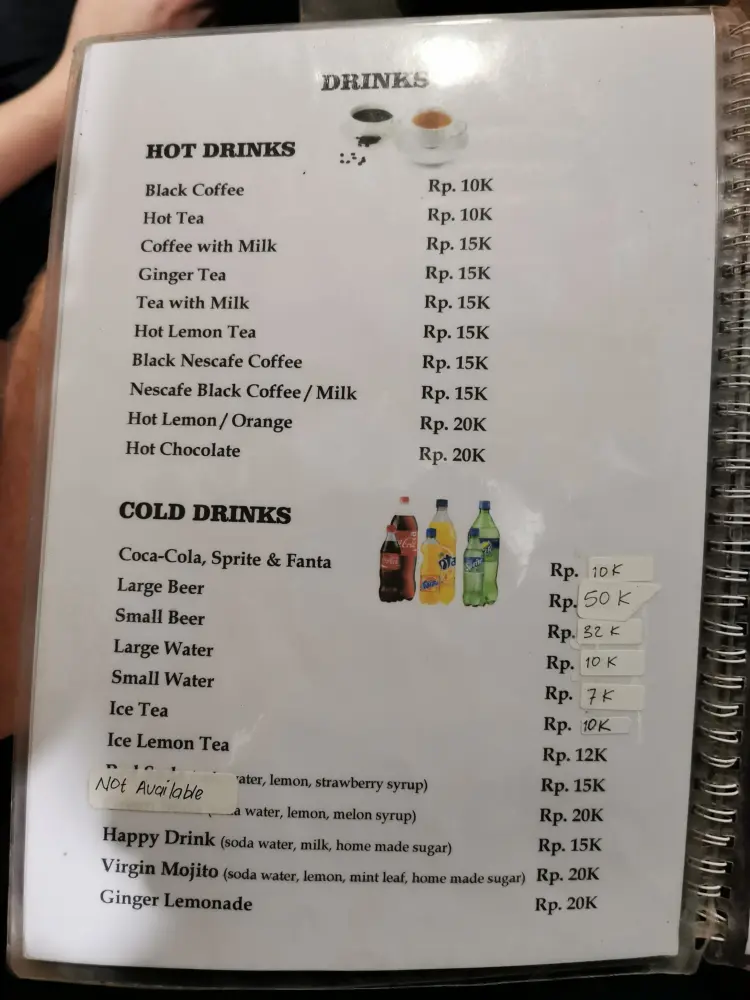 DRINKS
HOT DRINKS
Black Coffee Rp. 10K
Hot Tea Rp. 10K
Coffee with Milk Rp. 15K
Ginger Tea Rp. 15K
Tea with Milk Rp. 15K
Hot Lemon Tea Rp. 15K
Black Nescafe Coffee Rp. 15K
Nescafe Black Coffee / Milk Rp. 15K
Hot Lemon / Orange Rp. 20K
Hot Chocolate Rp. 20K
COLD DRINKS
Coca-Cola, Sprite & Fanta Rp. 10K
Large Beer Rp. 50K
Small Beer Rp. 32K
Large Water Rp. 10K
Small Water Rp. 7K
Ice Tea Rp. 10K
Ice Lemon Tea Rp. 12K
lemon, strawberry syrup) Rp. 15K
Not Available water, lemon, melon syrup) Rp. 20K
Happy Drink (soda water, milk, home made sugar) Rp. 15K
Virgin Mojito (soda water, lemon, mint leaf, home made sugar) Rp. 20K
Ginger Lemonade Rp. 20K